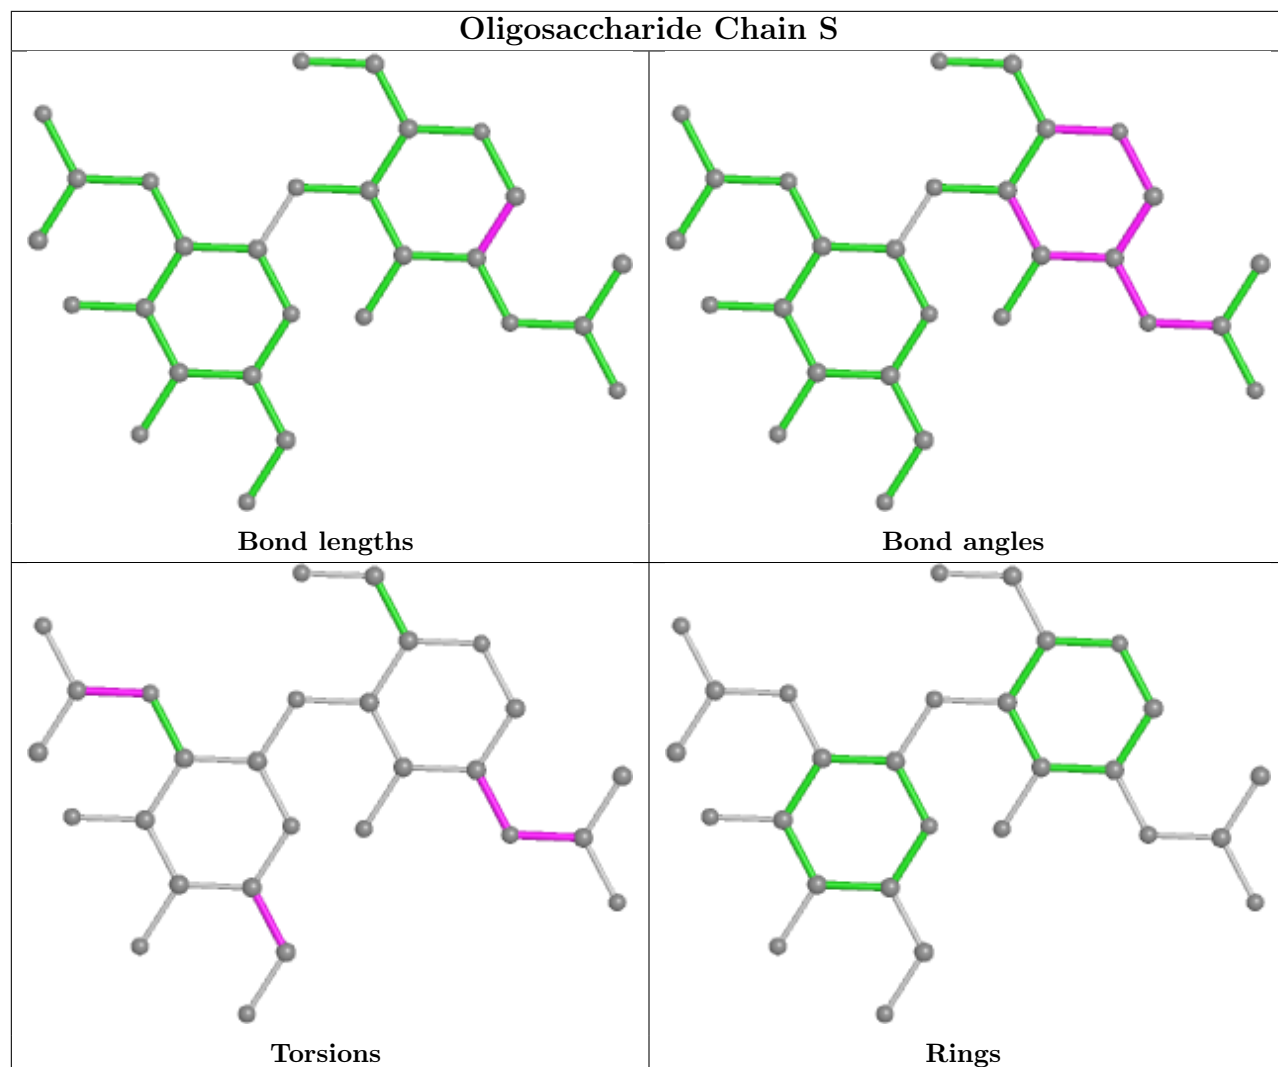 Oligosaccharide Chain S
Bond lengths
Bond angles
Torsions
Rings